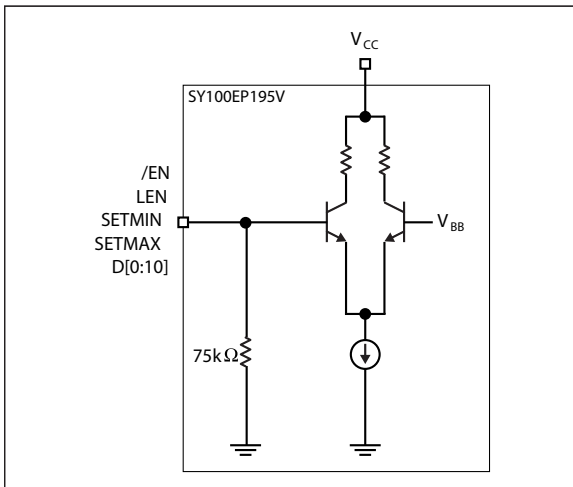 V_CC
SY100EP195V
/EN
LEN
SETMIN
SETMAX
D[0:10]
V_BB
75kΩ